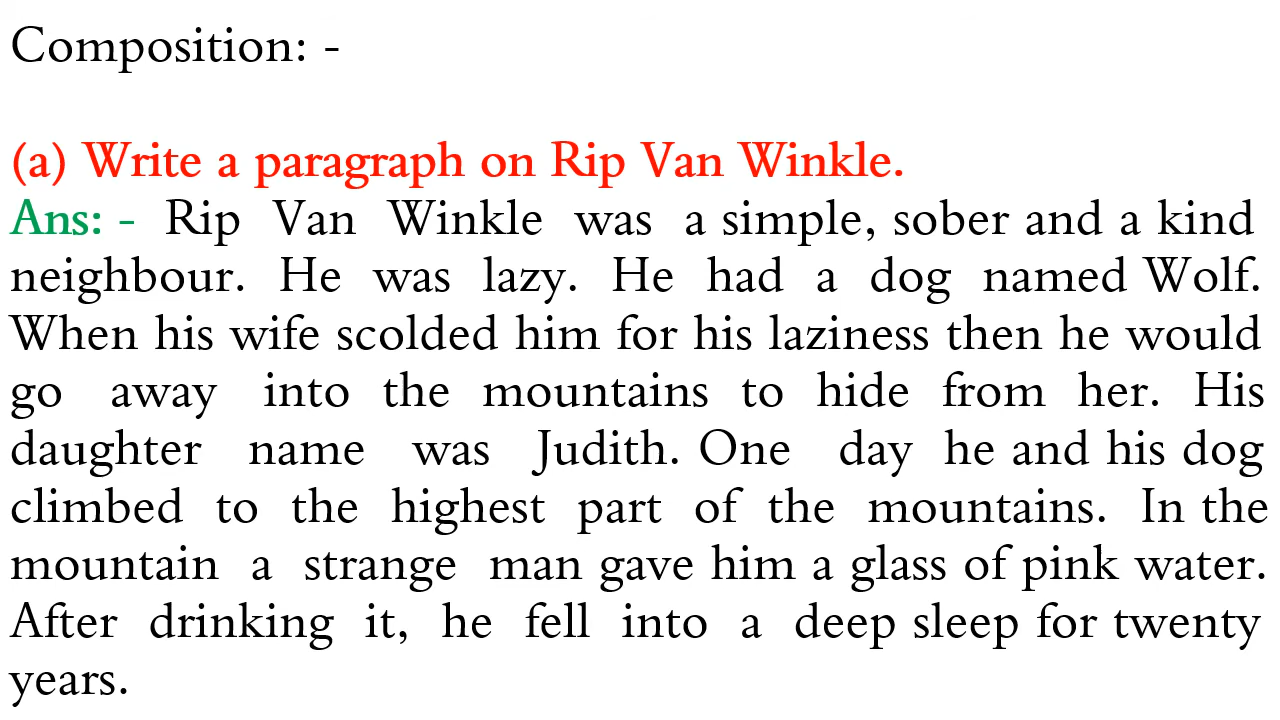 Composition: -
(a) Write a paragraph on Rip Van Winkle.
Ans: - Rip Van Winkle was a simple, sober and a kind
neighbour. He was lazy. He had a dog named Wolf.
When his wife scolded him for his laziness then he would
go away into the mountains to hide from her. His
daughter name was Judith. One day he and his dog
climbed to the highest part of the mountains. In the
mountain a strange man gave him a glass of pink water.
After drinking it, he fell into a deep sleep for twenty
years.